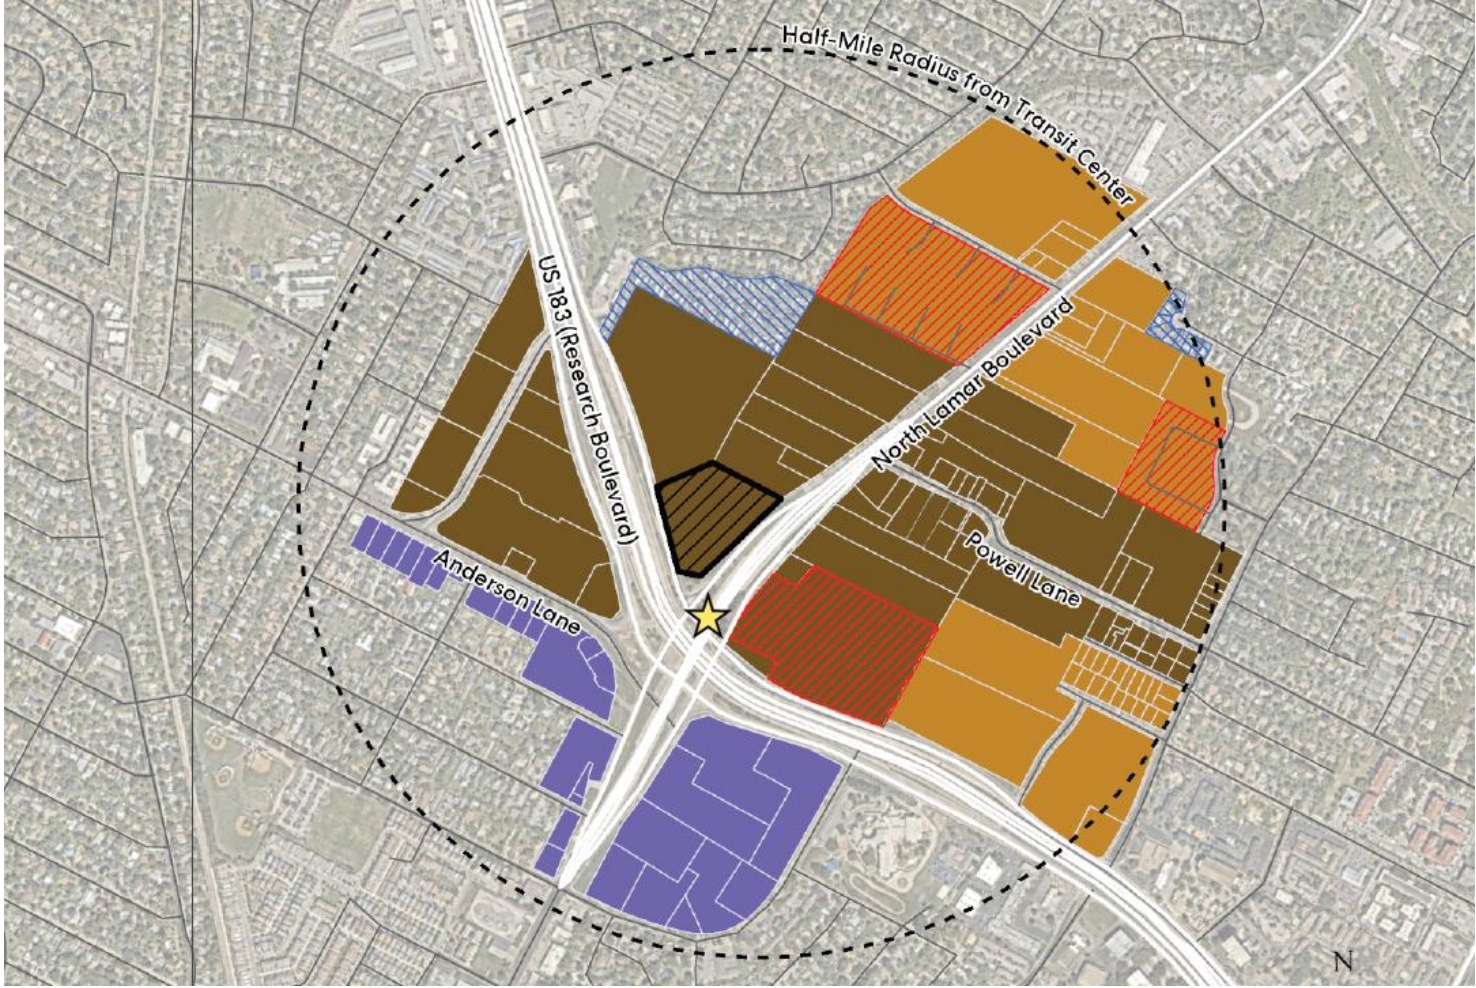 Half-Mile Radius from Transit Center
US 183 (Research Boulevard)
North Lamar Boulevard
Powell Lane
Anderson Lane
N